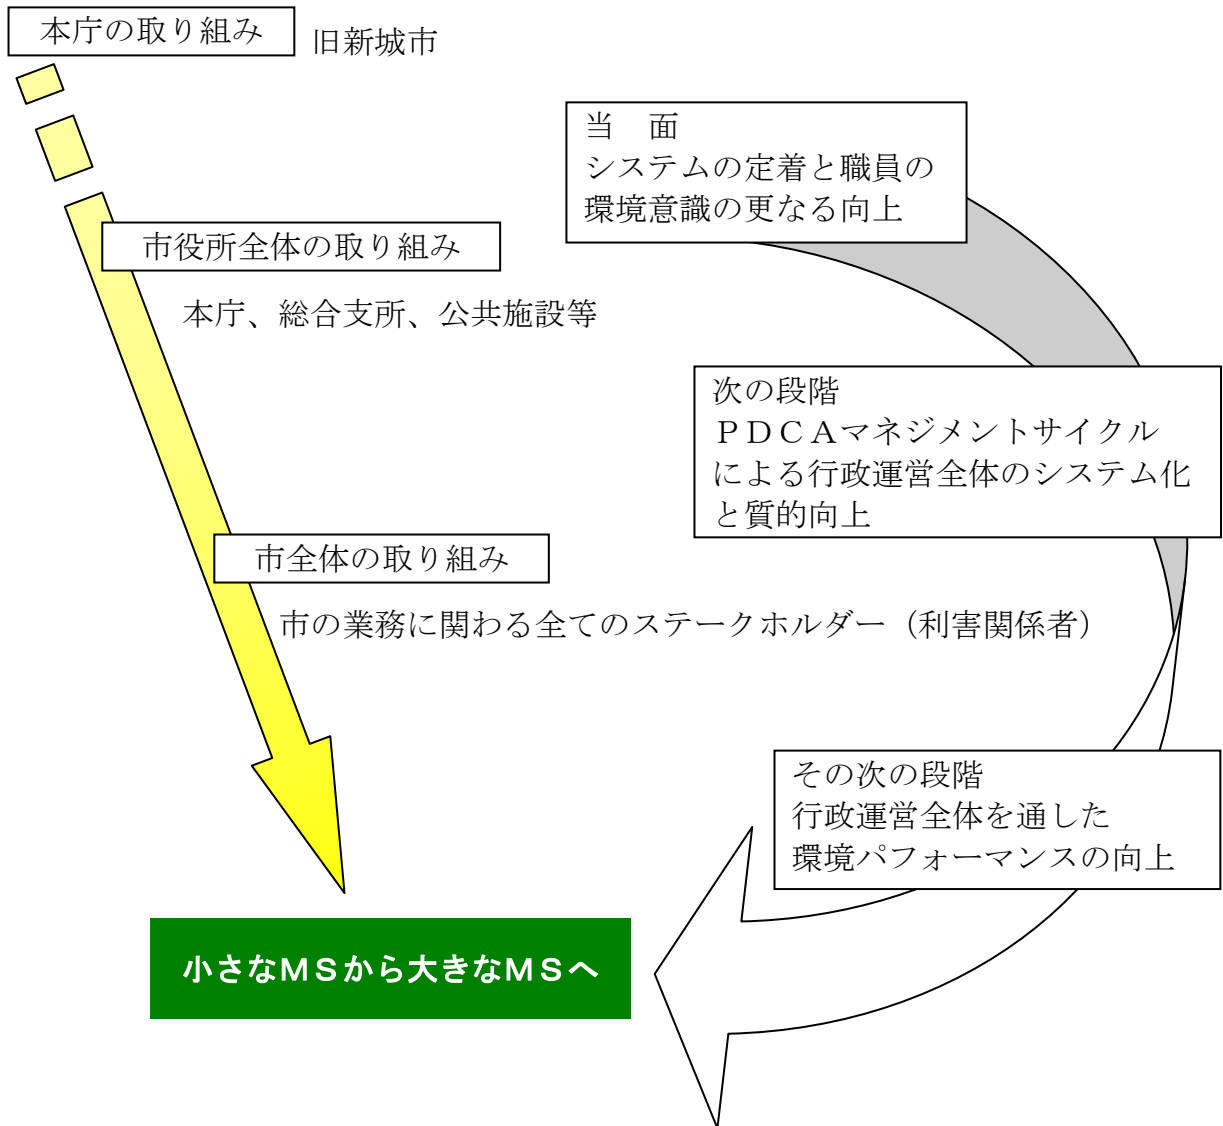 本庁の取り組み
旧新城市
当　面
システムの定着と職員の
環境意識の更なる向上
市役所全体の取り組み
本庁、総合支所、公共施設等
次の段階
ＰＤＣＡマネジメントサイクル
による行政運営全体のシステム化
と質的向上
市全体の取り組み
市の業務に関わる全てのステークホルダー（利害関係者）
その次の段階
行政運営全体を通した
環境パフォーマンスの向上
小さなＭＳから大きなＭＳへ